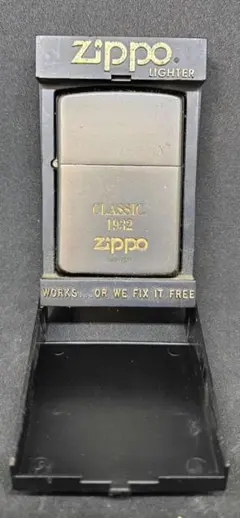 zippo
LIGHTER
CLASSIC
1932
zippo
WORKS...OR WE FIX IT FREE